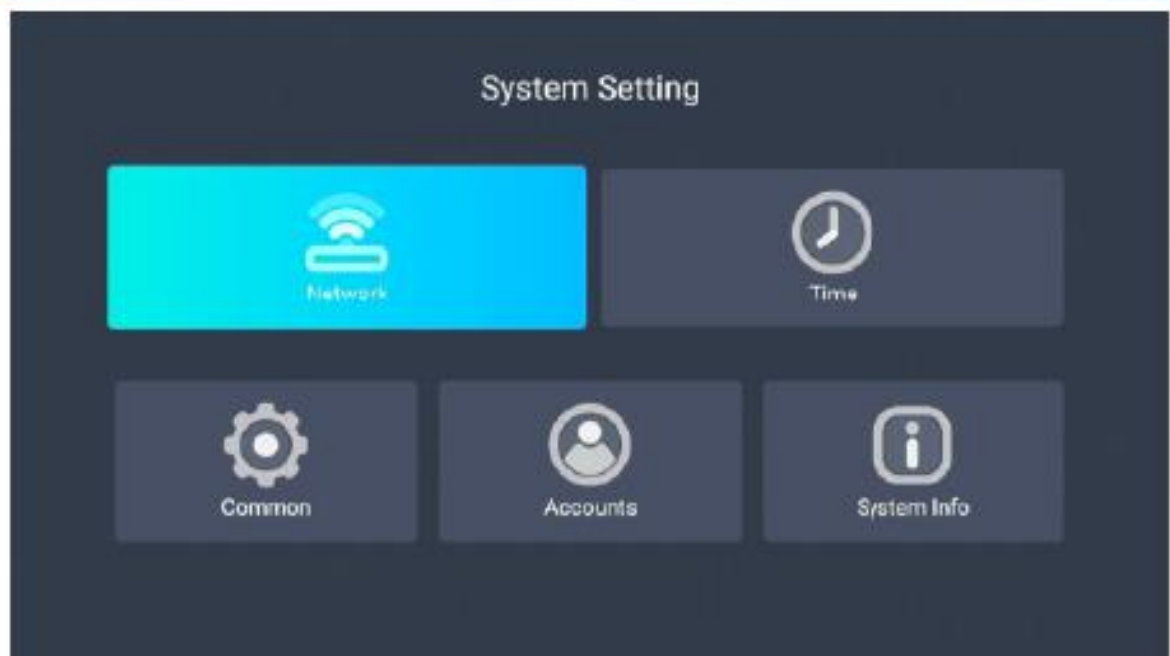 System Setting
Network
Time
Common
Accounts
System Info